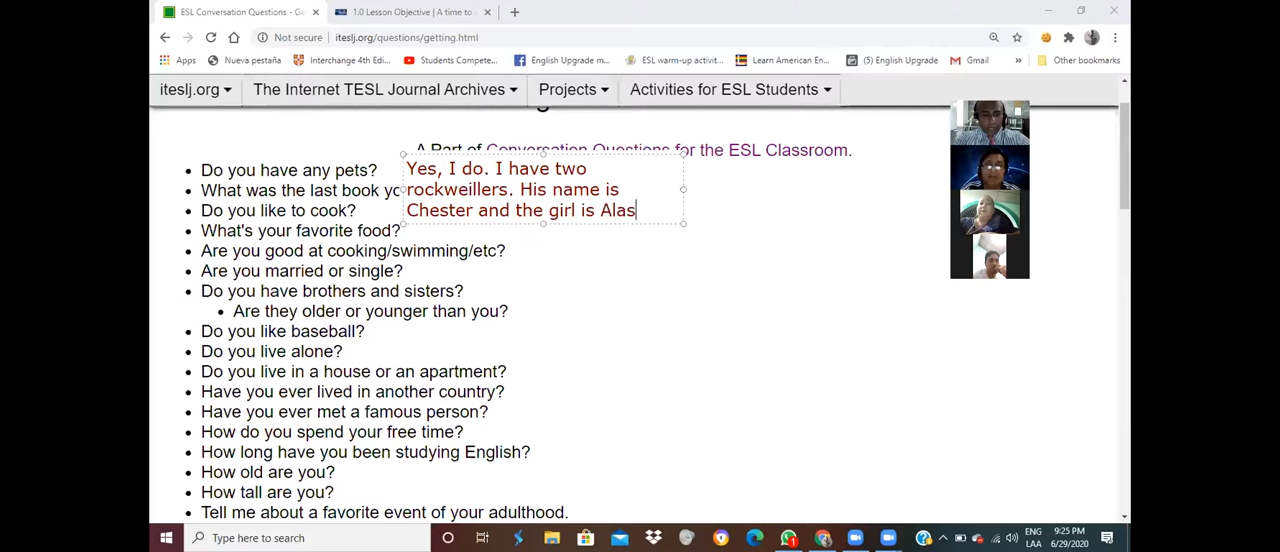 ESL Conversation Questions - Ge
1.0 Lesson Objective | A time to
Not secure
iteslj.org/questions/getting.html
Apps
Nueva pestaña
Interchange 4th Edi...
Students Compete...
English Upgrade m...
ESL warm-up activit...
Learn American En...
(5) English Upgrade
Gmail
»
Other bookmarks
iteslj.org
The Internet TESL Journal Archives
Projects
Activities for ESL Students
A Part of Conversation Questions for the ESL Classroom.
Do you have any pets?
What was the last book yo
Do you like to cook?
What's your favorite food?
Yes, I do. I have two
rockweillers. His name is
Chester and the girl is Alas
Are you good at cooking/swimming/etc?
Are you married or single?
Do you have brothers and sisters?
Are they older or younger than you?
Do you like baseball?
Do you live alone?
Do you live in a house or an apartment?
Have you ever lived in another country?
Have you ever met a famous person?
How do you spend your free time?
How long have you been studying English?
How old are you?
How tall are you?
Tell me about a favorite event of your adulthood.
Type here to search
ENG
LAA
9:25 PM
6/29/2020